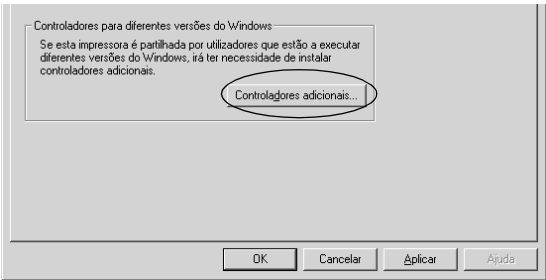 Controladores para diferentes versões do Windows
Se esta impressora é partilhada por utilizadores que estão a executar
diferentes versões do Windows, irá ter necessidade de instalar
controladores adicionais.
Controladores adicionais...
OK Cancelar Aplicar Ajuda